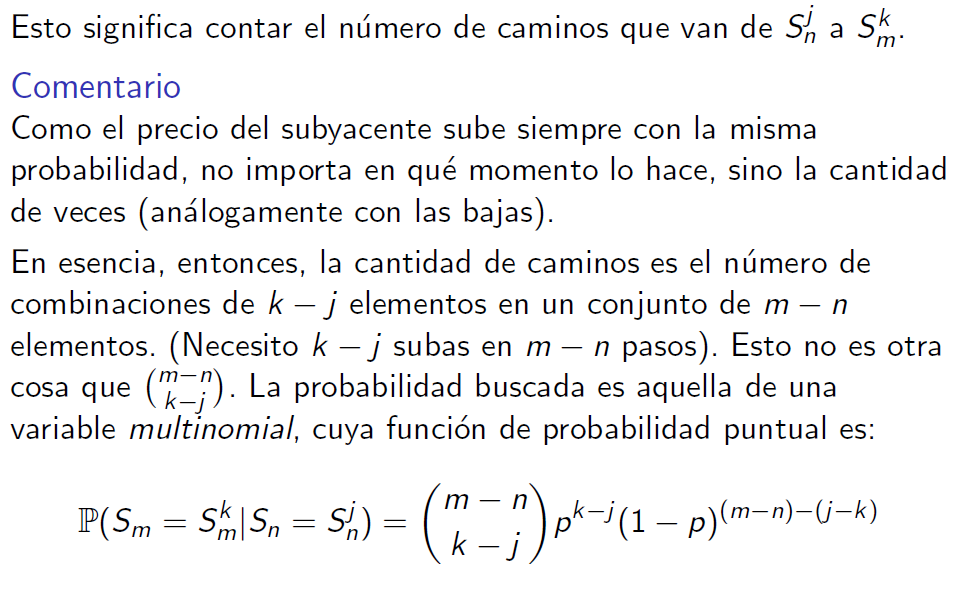 Esto significa contar el número de caminos que van de $S_n^j$ a $S_m^k$.
Comentario
Como el precio del subyacente sube siempre con la misma
probabilidad, no importa en qué momento lo hace, sino la cantidad
de veces (análogamente con las bajas).
En esencia, entonces, la cantidad de caminos es el número de
combinaciones de $k - j$ elementos en un conjunto de $m - n$
elementos. (Necesito $k - j$ subas en $m - n$ pasos). Esto no es otra
cosa que $\binom{m-n}{k-j}$. La probabilidad buscada es aquella de una
variable multinomial, cuya función de probabilidad puntual es:
$\mathbb{P}(S_m = S_m^k | S_n = S_n^j) = \binom{m-n}{k-j} p^{k-j} (1-p)^{(m-n)-(j-k)}$